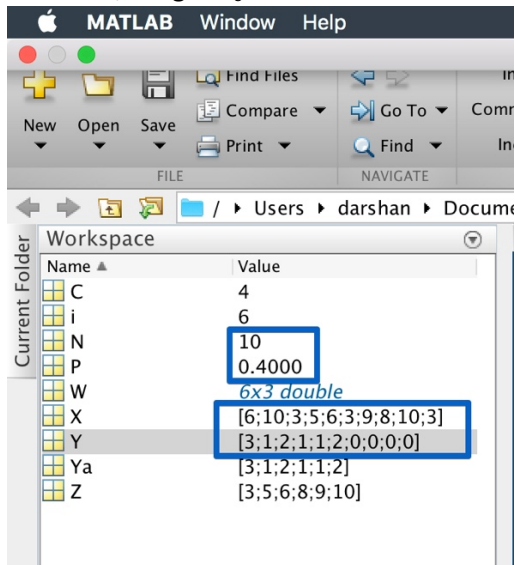 MATLAB Window Help
Find Files
New Open Save
Compare
Print
Go To
Find
FILE
NAVIGATE
/ Users darshan Docume
Current Folder
Workspace
Name Value
C 4
i 6
N 10
P 0.4000
W 6x3 double
X [6;10;3;5;6;3;9;8;10;3]
Y [3;1;2;1;1;2;0;0;0;0]
Ya [3;1;2;1;1;2]
Z [3;5;6;8;9;10]